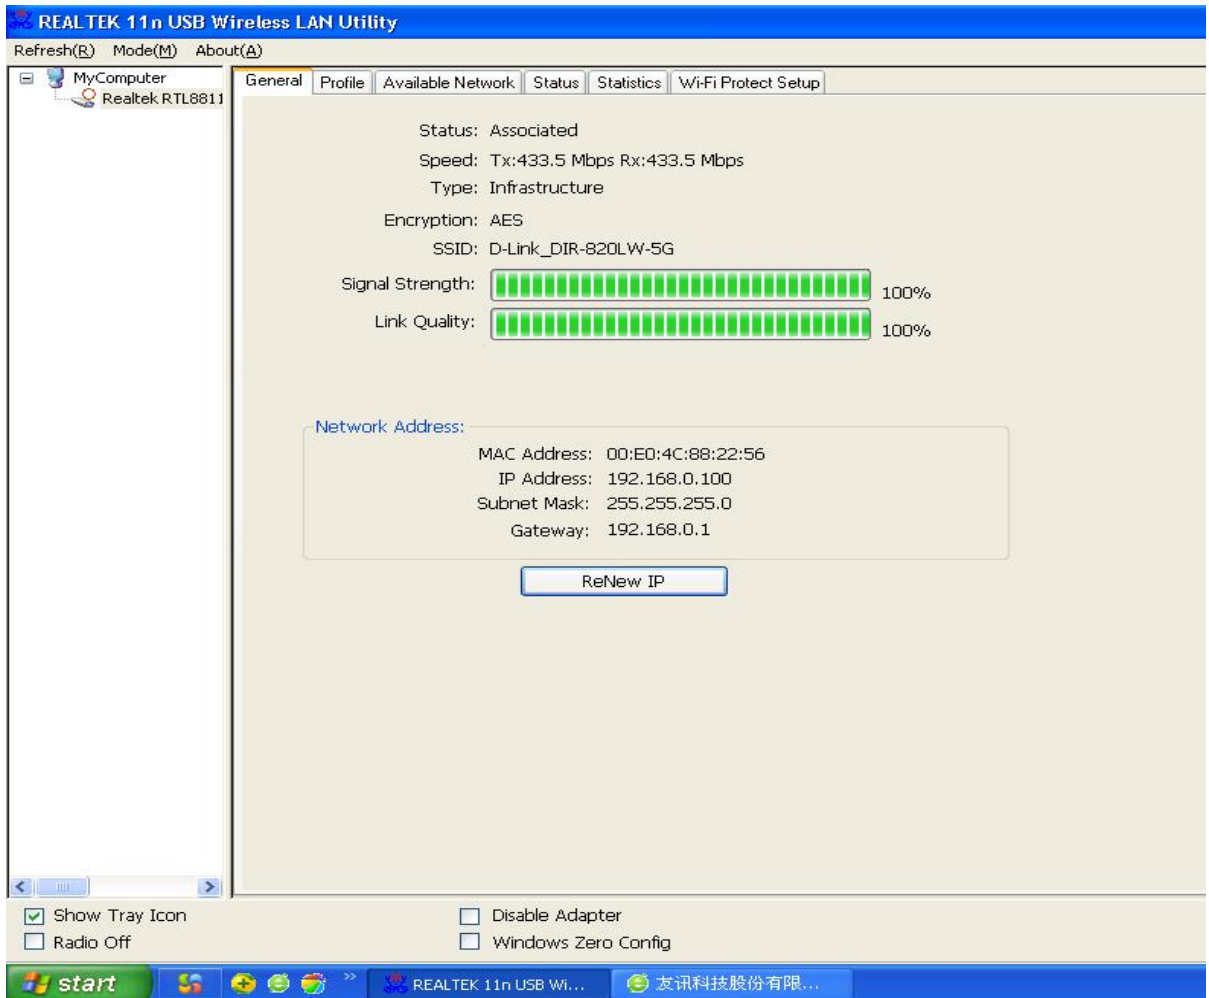 REALTEK 11n USB Wireless LAN Utility
Refresh(R) Mode(M) About(A)
MyComputer
Realtek RTL8811
General Profile Available Network Status Statistics Wi-Fi Protect Setup
Status: Associated
Speed: Tx:433.5 Mbps Rx:433.5 Mbps
Type: Infrastructure
Encryption: AES
SSID: D-Link_DIR-820LW-5G
Signal Strength: 100%
Link Quality: 100%
Network Address:
MAC Address: 00:E0:4C:88:22:56
IP Address: 192.168.0.100
Subnet Mask: 255.255.255.0
Gateway: 192.168.0.1
ReNew IP
Show Tray Icon Disable Adapter
Radio Off Windows Zero Config
start REALTEK 11n USB Wi... 友讯科技股份有限...